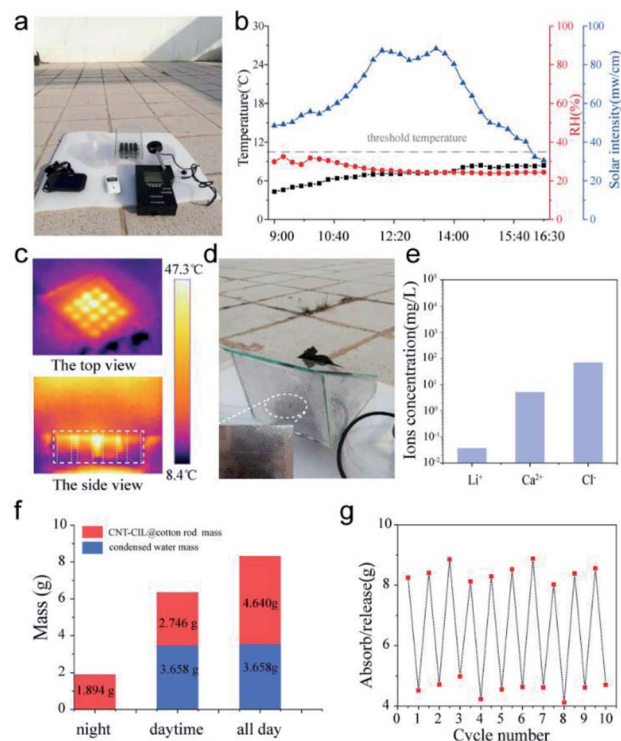 a
b
Temperature(℃)
30
24
18
12
6
0
threshold temperature
9:00 10:40 12:20 14:00 15:40 16:30
100
80
60
40
20
0
RH(%)
100
80
60
40
20
0
Solar intensity(mw/cm)
c
47.3℃
The top view
The side view
8.4℃
d
e
Ions concentration(mg/L)
10⁵
10⁴
10³
10²
10¹
10⁰
10⁻¹
10⁻²
Li⁺ Ca²⁺ Cl⁻
f
Mass (g)
10
8
6
4
2
0
CNT-CIL@cotton rod mass
condensed water mass
1.894 g
2.746 g
3.658g
4.640g
3.658g
night daytime all day
g
Absorb/release(g)
10
8
6
4
0 1 2 3 4 5 6 7 8 9 10
Cycle number